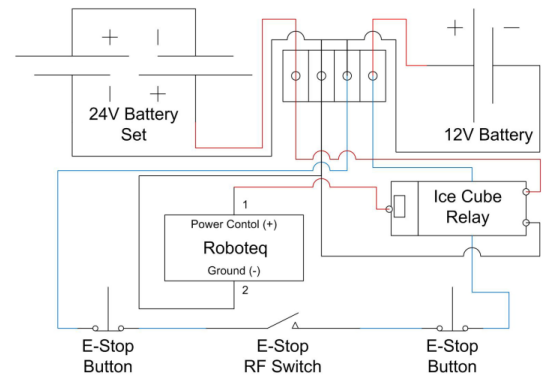 24V Battery
Set
12V Battery
Ice Cube
Relay
1
Power Contol (+)
Roboteq
Ground (-)
2
E-Stop
Button
E-Stop
RF Switch
E-Stop
Button